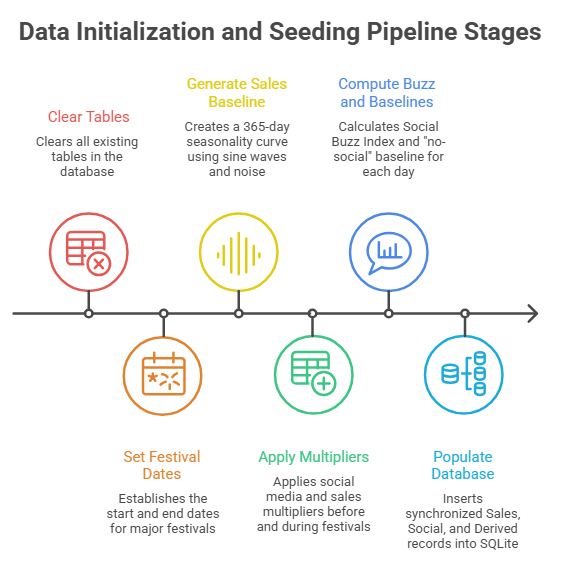 Data Initialization and Seeding Pipeline Stages
Clear Tables
Clears all existing
tables in the
database
Set Festival
Dates
Establishes the
start and end dates
for major festivals
Generate Sales
Baseline
Creates a 365-day
seasonality curve
using sine waves
and noise
Apply Multipliers
Applies social
media and sales
multipliers before
and during festivals
Compute Buzz
and Baselines
Calculates Social
Buzz Index and "no-
social" baseline for
each day
Populate
Database
Inserts
synchronized Sales,
Social, and Derived
records into SQLite